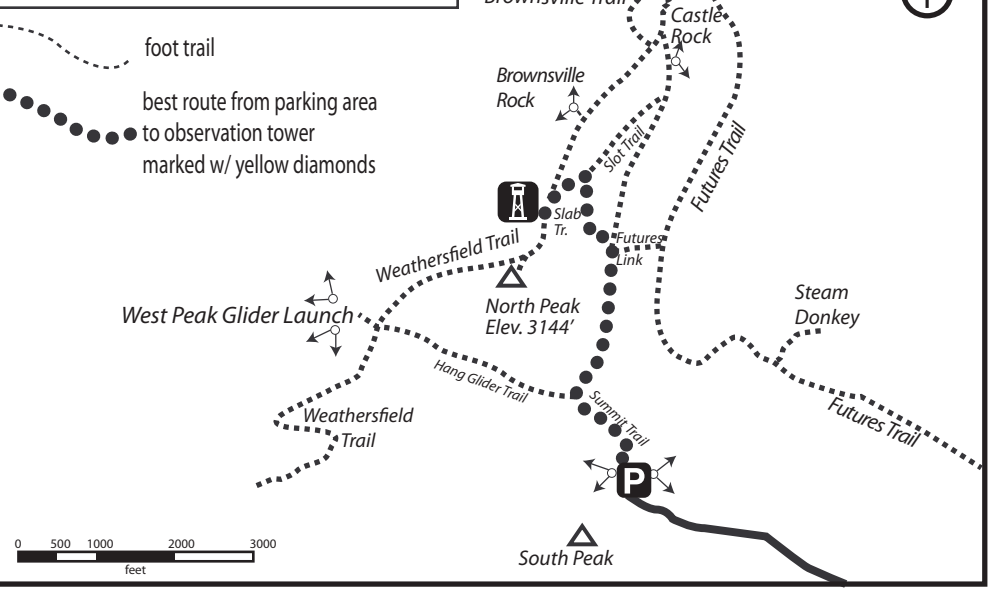 Brownsville Trail
Castle
Rock
foot trail
Brownsville
Rock
best route from parking area
to observation tower
marked w/ yellow diamonds
Slot Trail
Futures Trail
Slab
Tr.
Futures
Link
Weathersfield Trail
North Peak
Elev. 3144'
Steam
Donkey
West Peak Glider Launch
Hang Glider Trail
Summit Trail
Weathersfield
Trail
Futures Trail
P
0 500 1000 2000 3000
feet
South Peak